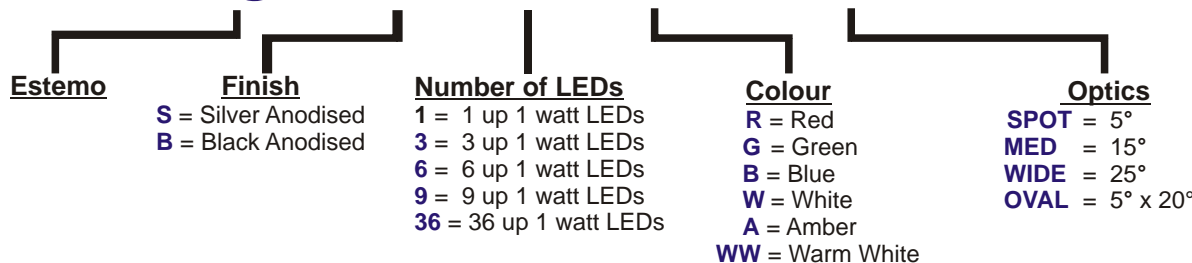 Estemo
Finish
S = Silver Anodised
B = Black Anodised
Number of LEDs
1 = 1 up 1 watt LEDs
3 = 3 up 1 watt LEDs
6 = 6 up 1 watt LEDs
9 = 9 up 1 watt LEDs
36 = 36 up 1 watt LEDs
Colour
R = Red
G = Green
B = Blue
W = White
A = Amber
WW = Warm White
Optics
SPOT = 5°
MED = 15°
WIDE = 25°
OVAL = 5° x 20°